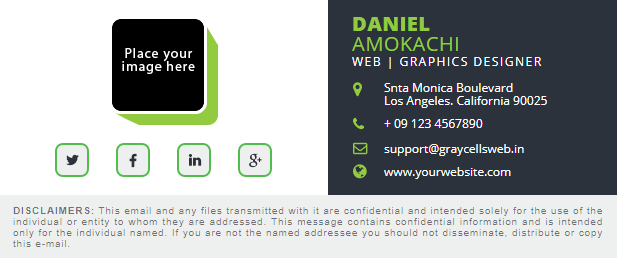 Place your
image here
DANIEL
AMOKACHI
WEB | GRAPHICS DESIGNER
Snta Monica Boulevard
Los Angeles. California 90025
+ 09 123 4567890
support@graycellsweb.in
www.yourwebsite.com
DISCLAIMERS: This email and any files transmitted with it are confidential and intended solely for the use of the
individual or entity to whom they are addressed. This message contains confidential information and is intended
only for the individual named. If you are not the named addressee you should not disseminate, distribute or copy
this e-mail.